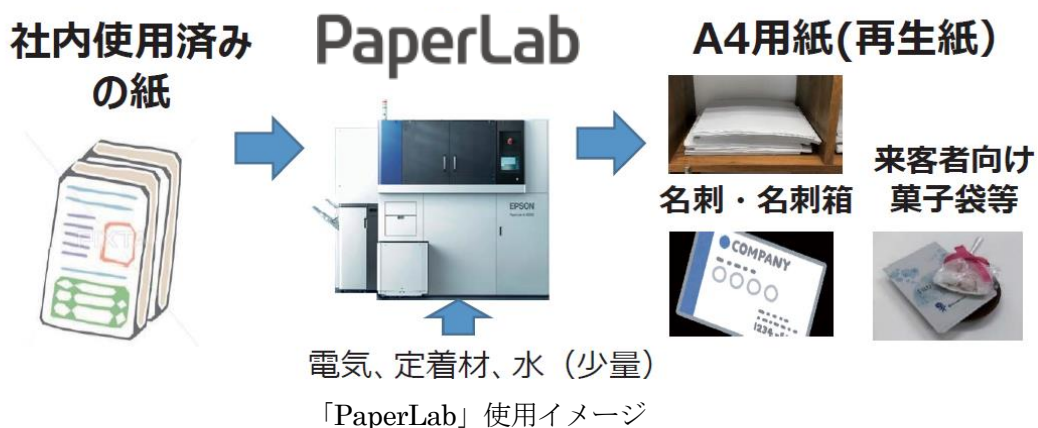 社内使用済み
の紙
PaperLab
A4用紙(再生紙)
来客者向け
菓子袋等
名刺・名刺箱
EPSON
COMPANY
1234
電気、定着材、水（少量）
「PaperLab」使用イメージ